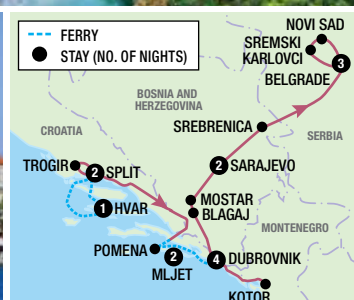 FERRY
STAY (NO. OF NIGHTS)
NOVI SAD
SREMSKI
KARLOVCI
3
BELGRADE
BOSNIA AND
HERZEGOVINA
CROATIA
SREBRENICA
SERBIA
TROGIR
2 SPLIT
2 SARAJEVO
1 HVAR
MOSTAR
BLAGAJ
MONTENEGRO
POMENA
2
MLJET
4 DUBROVNIK
KOTOR